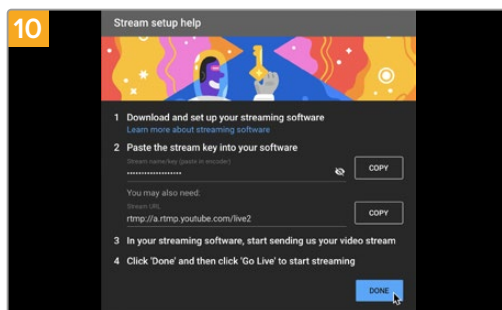 10
Stream setup help
1 Download and set up your streaming software
Learn more about streaming software
2 Paste the stream key into your software
Stream name/key (paste in encoder)
••••••••••••••••••••
COPY
You may also need:
Stream URL
rtmp://a.rtmp.youtube.com/live2
COPY
3 In your streaming software, start sending us your video stream
4 Click 'Done' and then click 'Go Live' to start streaming
DONE